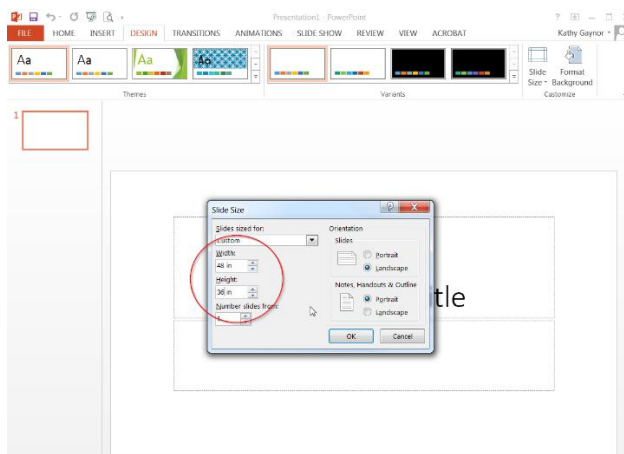 Presentation1 - PowerPoint
FILE HOME INSERT DESIGN TRANSITIONS ANIMATIONS SLIDE SHOW REVIEW VIEW ACROBAT Kathy Gaynor
Aa Aa Aa Aa
Slide Size Format Background
Themes Variants Customize
1
Slide Size
Slides sized for:
Custom
Width:
48 in
Height:
36 in
Number slides from:
1
Orientation
Slides
Portrait
Landscape
Notes, Handouts & Outline
Portrait
Landscape
OK Cancel
tle